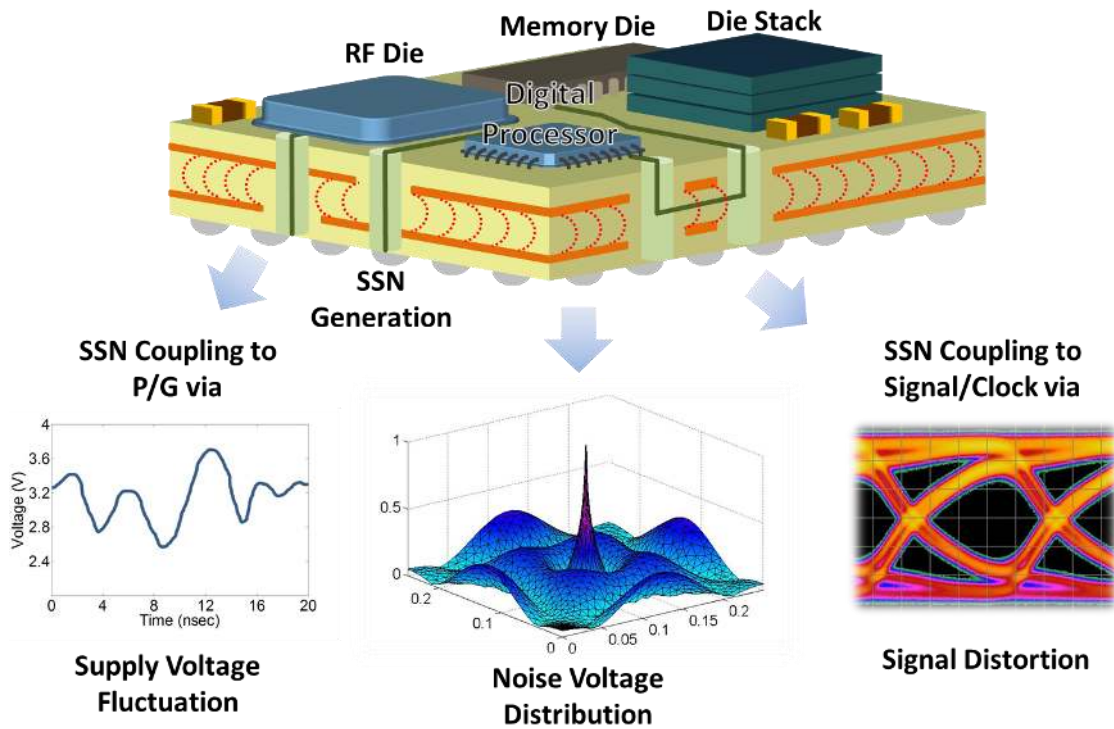 Memory Die
Die Stack
RF Die
Digital
Processor
SSN
Generation
SSN Coupling to
P/G via
SSN Coupling to
Signal/Clock via
4
3.6
3.2
2.8
2.4
Voltage (V)
0
4
8
12
16
20
Time (nsec)
1
0.5
0
0.2
0.1
0
0
0.05
0.1
0.15
0.2
Supply Voltage
Fluctuation
Noise Voltage
Distribution
Signal Distortion